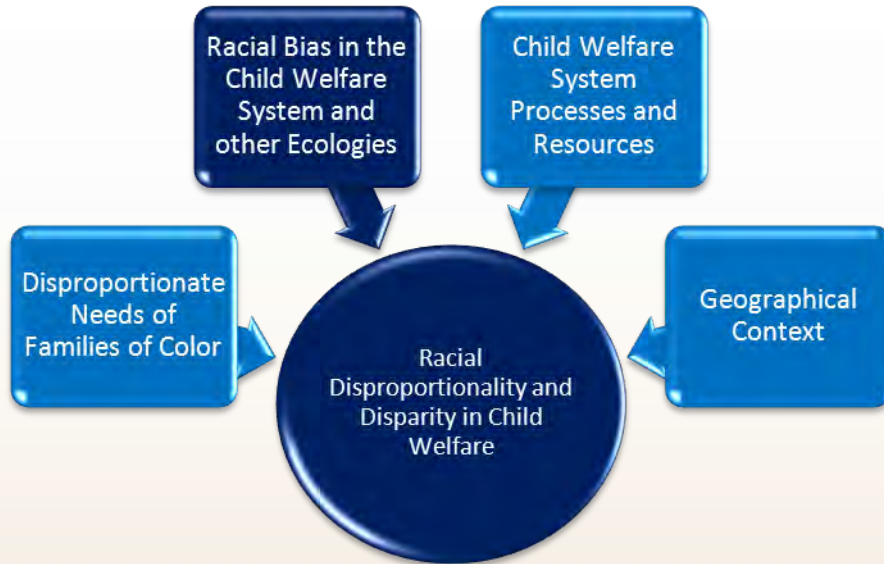 Racial Bias in the
Child Welfare
System and
other Ecologies
Child Welfare
System
Processes and
Resources
Disproportionate
Needs of
Families of Color
Geographical
Context
Racial
Disproportionality and
Disparity in Child
Welfare